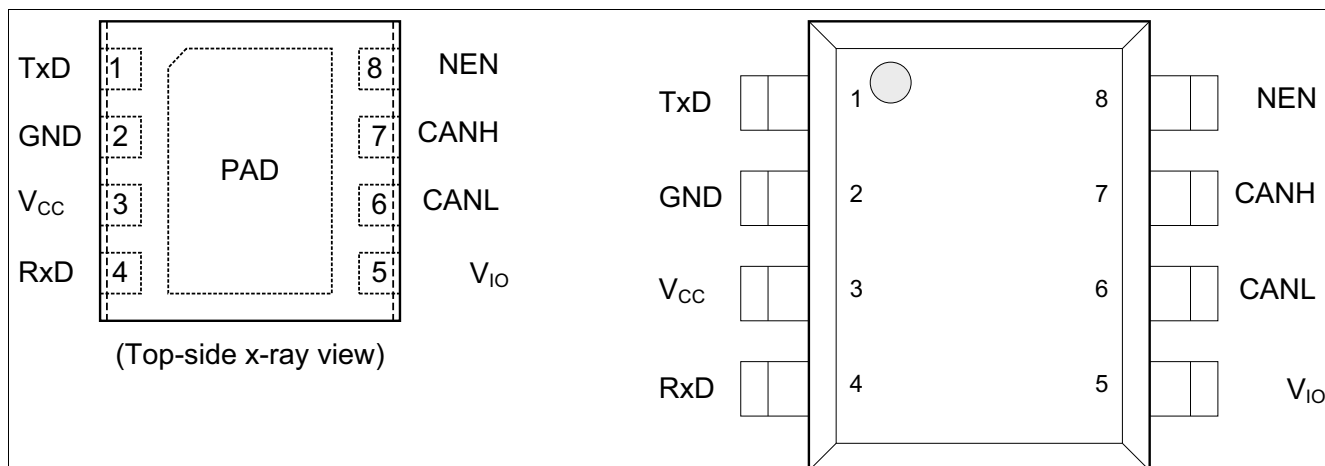 TxD 1 8 NEN
GND 2 7 CANH
PAD
VCC 3 6 CANL
RxD 4 5 VIO
(Top-side x-ray view)
TxD 1 8 NEN
GND 2 7 CANH
VCC 3 6 CANL
RxD 4 5 VIO